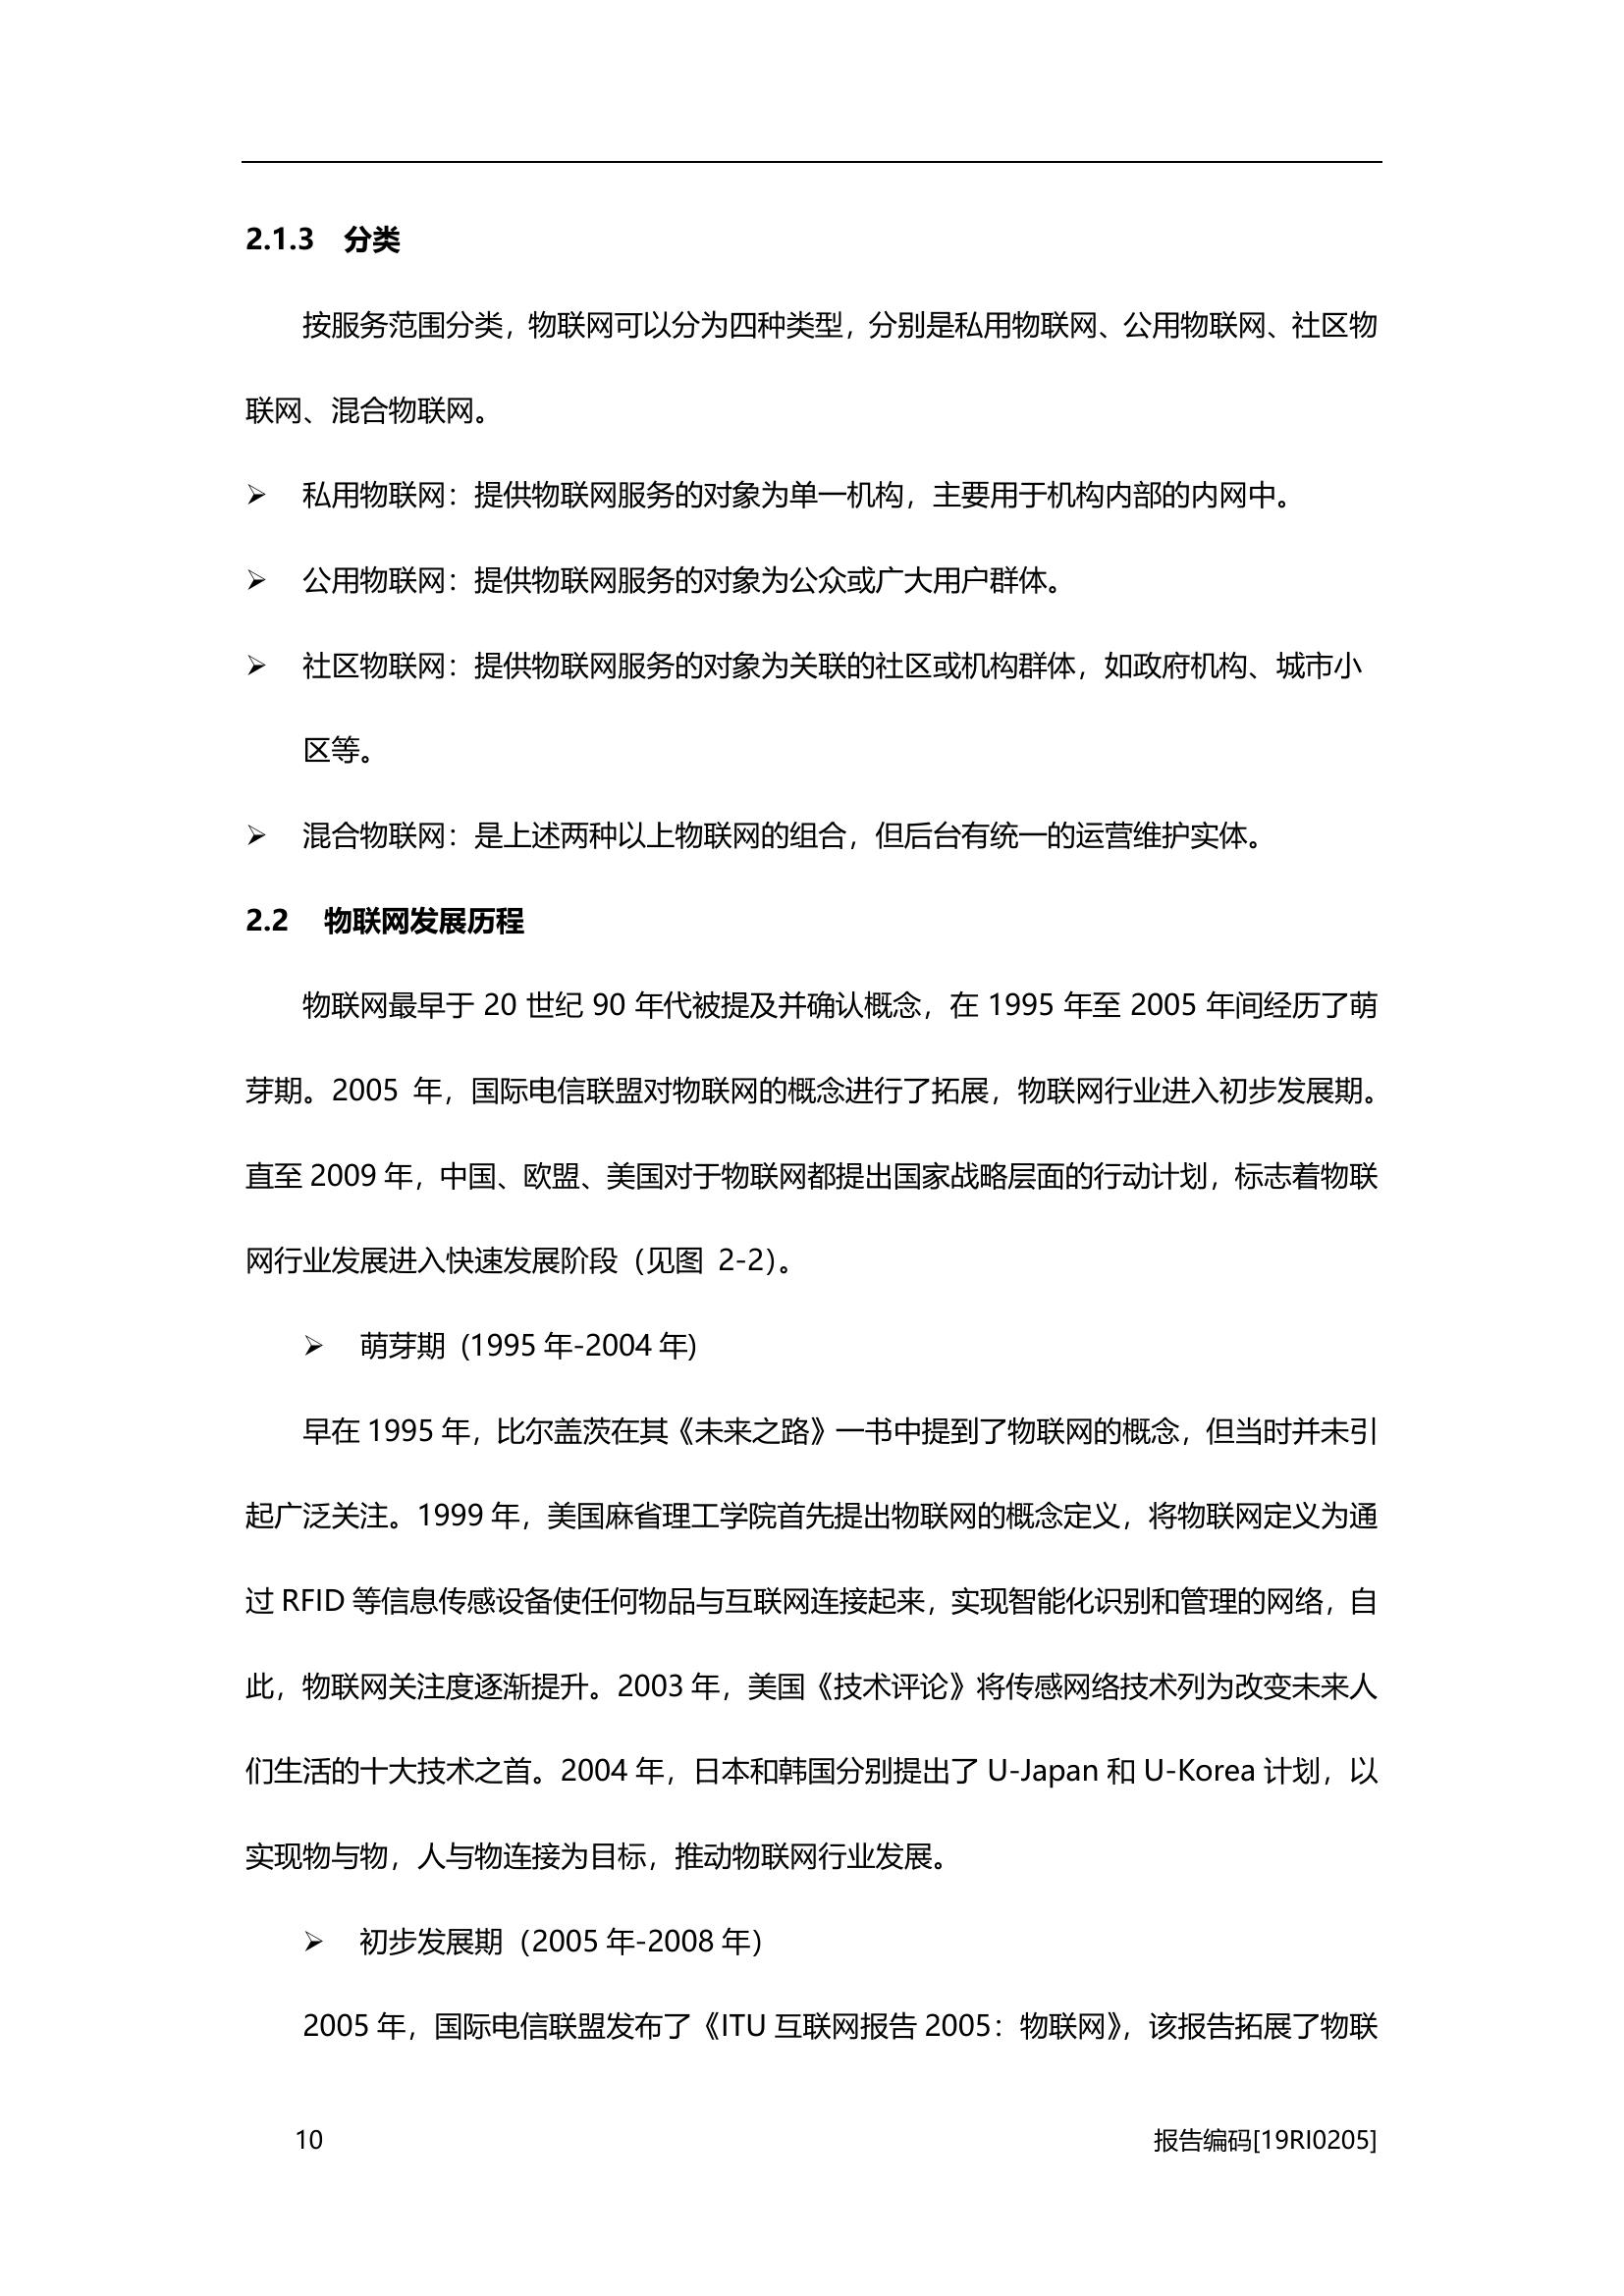 2.1.3 分类
按服务范围分类，物联网可以分为四种类型，分别是私用物联网、公用物联网、社区物
联网、混合物联网。
➢ 私用物联网：提供物联网服务的对象为单一机构，主要用于机构内部的内网中。
➢ 公用物联网：提供物联网服务的对象为公众或广大用户群体。
➢ 社区物联网：提供物联网服务的对象为关联的社区或机构群体，如政府机构、城市小
区等。
➢ 混合物联网：是上述两种以上物联网的组合，但后台有统一的运营维护实体。
2.2 物联网发展历程
物联网最早于 20 世纪 90 年代被提及并确认概念，在 1995 年至 2005 年间经历了萌
芽期。2005 年，国际电信联盟对物联网的概念进行了拓展，物联网行业进入初步发展期。
直至 2009 年，中国、欧盟、美国对于物联网都提出国家战略层面的行动计划，标志着物联
网行业发展进入快速发展阶段（见图 2-2）。
➢ 萌芽期 (1995 年-2004 年)
早在 1995 年，比尔盖茨在其《未来之路》一书中提到了物联网的概念，但当时并未引
起广泛关注。1999 年，美国麻省理工学院首先提出物联网的概念定义，将物联网定义为通
过 RFID 等信息传感设备使任何物品与互联网连接起来，实现智能化识别和管理的网络，自
此，物联网关注度逐渐提升。2003 年，美国《技术评论》将传感网络技术列为改变未来人
们生活的十大技术之首。2004 年，日本和韩国分别提出了 U-Japan 和 U-Korea 计划，以
实现物与物，人与物连接为目标，推动物联网行业发展。
➢ 初步发展期（2005 年-2008 年）
2005 年，国际电信联盟发布了《ITU 互联网报告 2005：物联网》，该报告拓展了物联
10 报告编码[19RI0205]